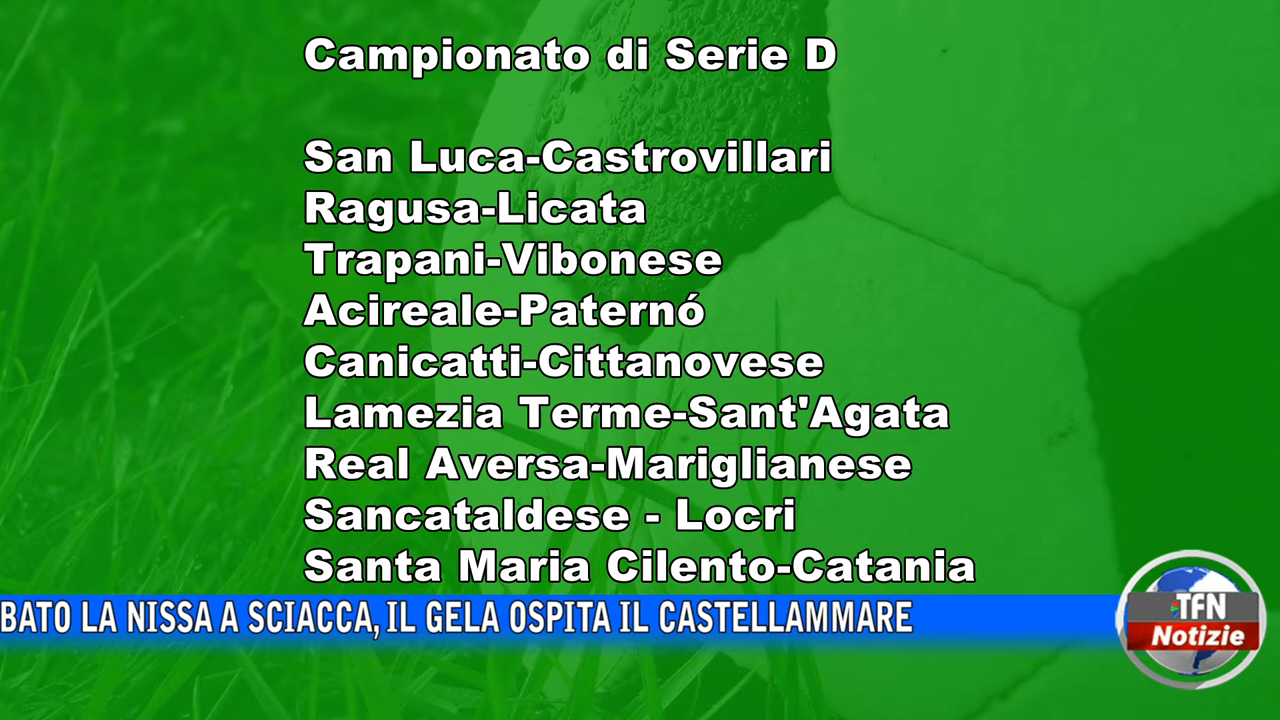 Campionato di Serie D
San Luca-Castrovillari
Ragusa-Licata
Trapani-Vibonese
Acireale-Paternó
Canicatti-Cittanovese
Lamezia Terme-Sant'Agata
Real Aversa-Mariglianese
Sancataldese - Locri
Santa Maria Cilento-Catania
BATO LA NISSA A SCIACCA, IL GELA OSPITA IL CASTELLAMMARE
TFN
Notizie